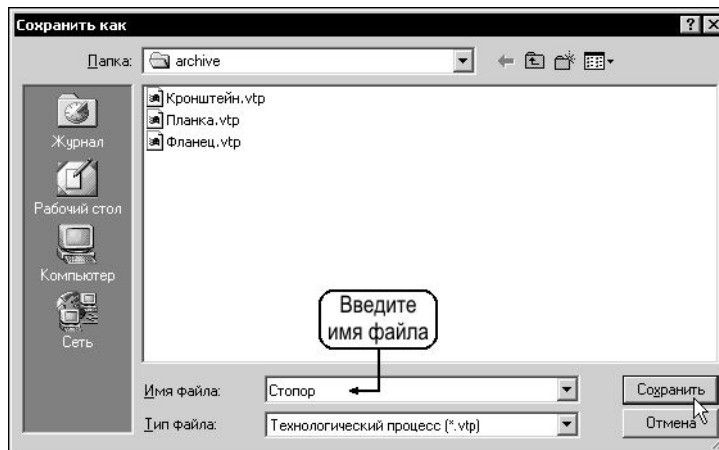 Сохранить как
Папка: archive
Кронштейн.vtp
Планка.vtp
Фланец.vtp
Журнал
Рабочий стол
Компьютер
Сеть
Введите
имя файла
Имя файла: Стопор Сохранить
Тип файла: Технологический процесс (*.vtp) Отмена